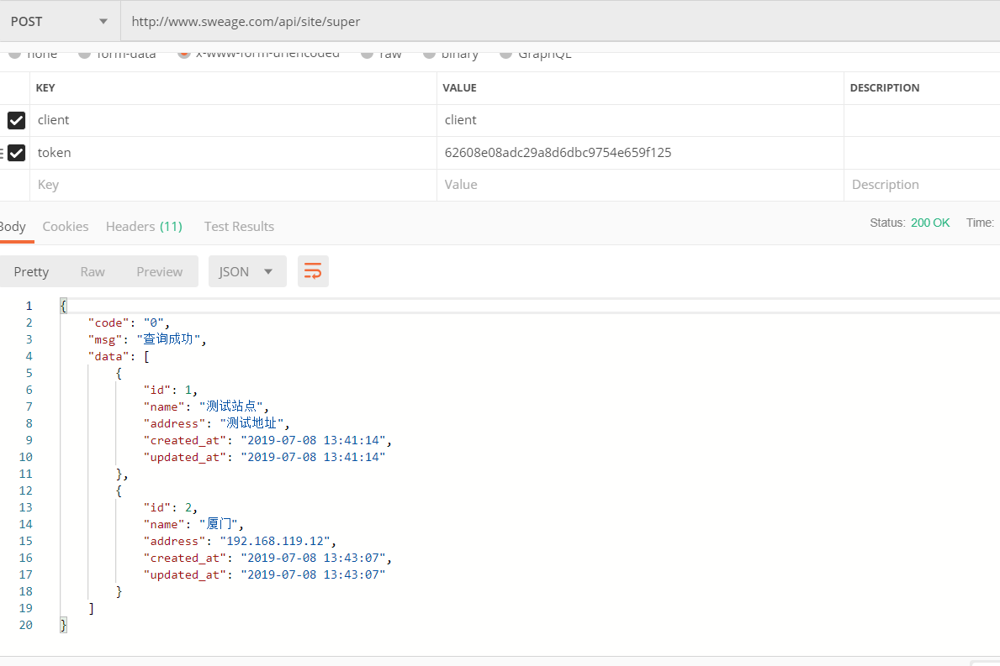 POST http://www.sweage.com/api/site/super
none form-data x-www-form-urlencoded raw binary GraphQL
KEY VALUE DESCRIPTION
client client
token 62608e08adc29a8d6dbc9754e659f125
Key Value Description
Body Cookies Headers (11) Test Results Status: 200 OK Time:
Pretty Raw Preview JSON
1 {
2 "code": "0",
3 "msg": "查询成功",
4 "data": [
5 {
6 "id": 1,
7 "name": "测试站点",
8 "address": "测试地址",
9 "created_at": "2019-07-08 13:41:14",
10 "updated_at": "2019-07-08 13:41:14"
11 },
12 {
13 "id": 2,
14 "name": "厦门",
15 "address": "192.168.119.12",
16 "created_at": "2019-07-08 13:43:07",
17 "updated_at": "2019-07-08 13:43:07"
18 }
19 ]
20 }